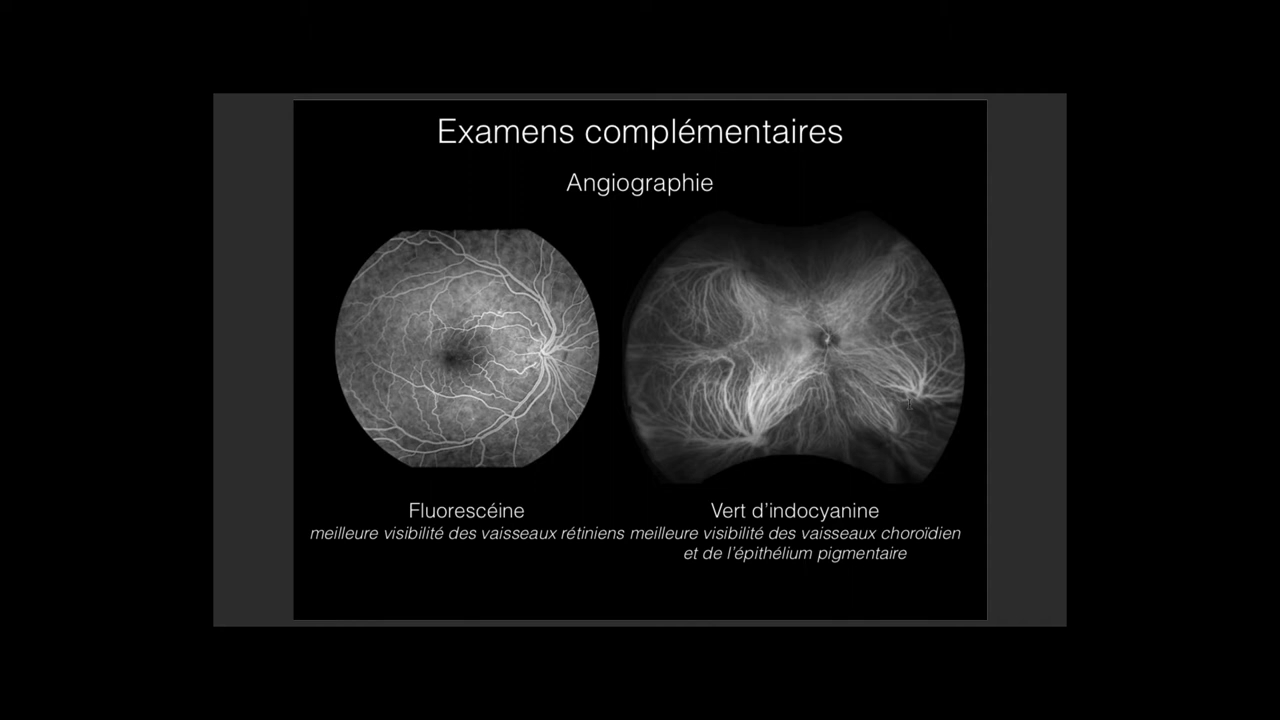 Examens complémentaires
Angiographie
Fluorescéine
meilleure visibilité des vaisseaux rétiniens
Vert d'indocyanine
meilleure visibilité des vaisseaux choroïdien
et de l'épithélium pigmentaire